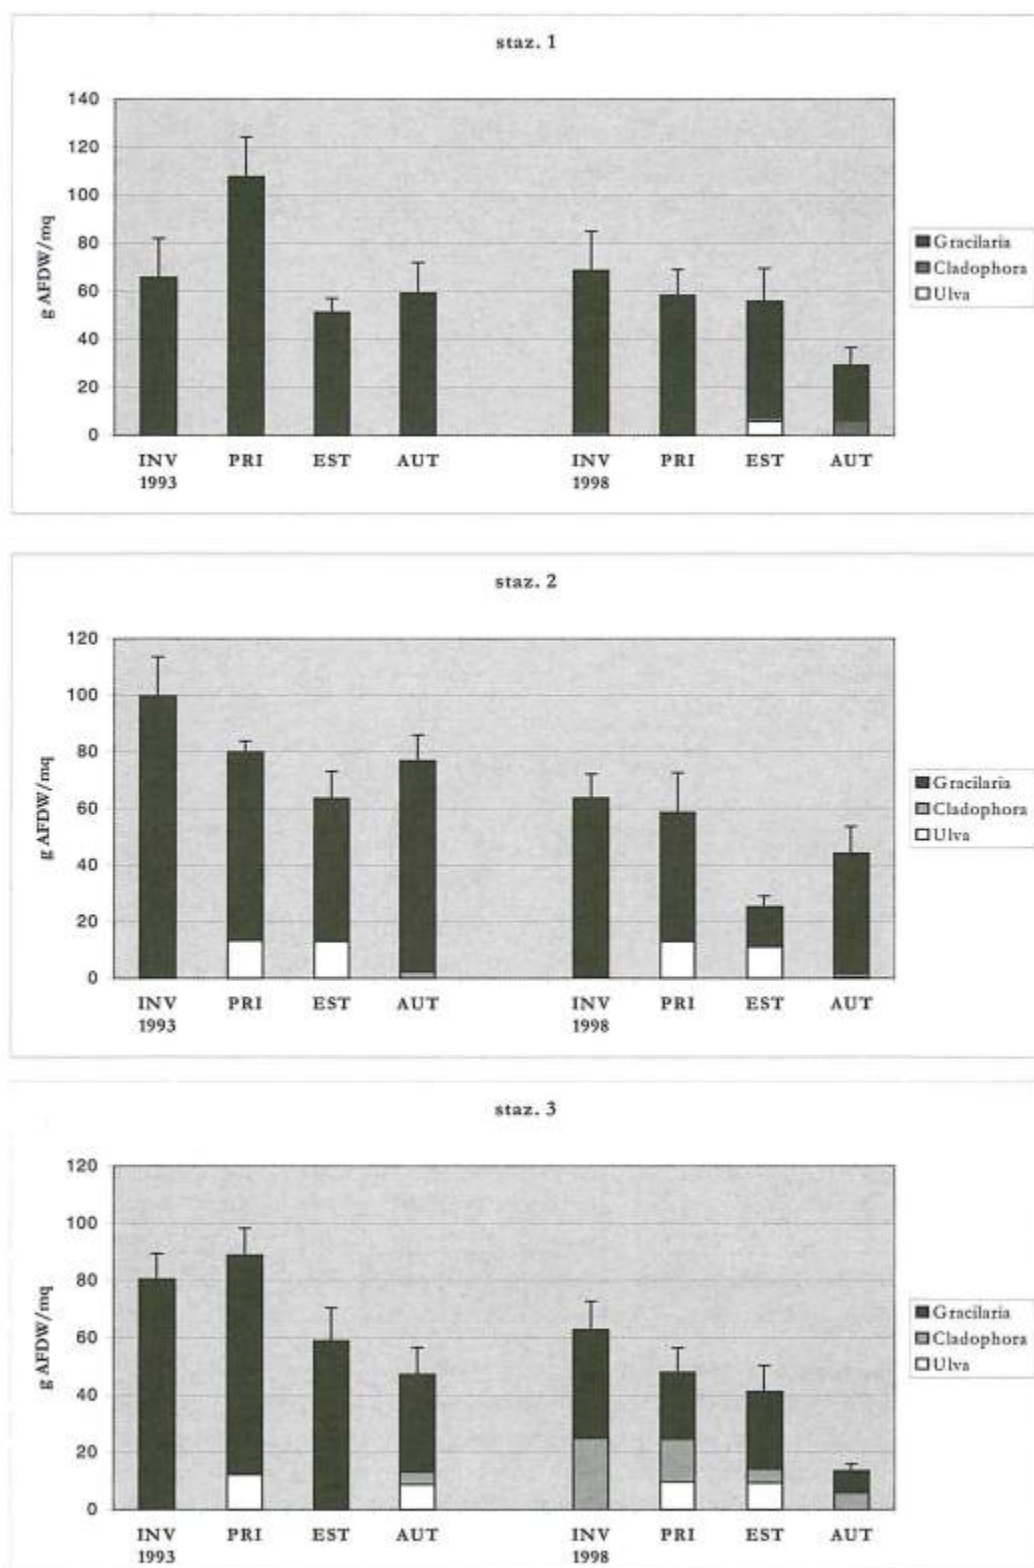 staz. 1
140
120
100
80
60
40
20
0
g AFDW/mq
INV PRI EST AUT INV PRI EST AUT
1993 1998
Gracilaria
Cladophora
Ulva
staz. 2
120
100
80
60
40
20
0
g AFDW/mq
INV PRI EST AUT INV PRI EST AUT
1993 1998
Gracilaria
Cladophora
Ulva
staz. 3
120
100
80
60
40
20
0
g AFDW/mq
INV PRI EST AUT INV PRI EST AUT
1993 1998
Gracilaria
Cladophora
Ulva